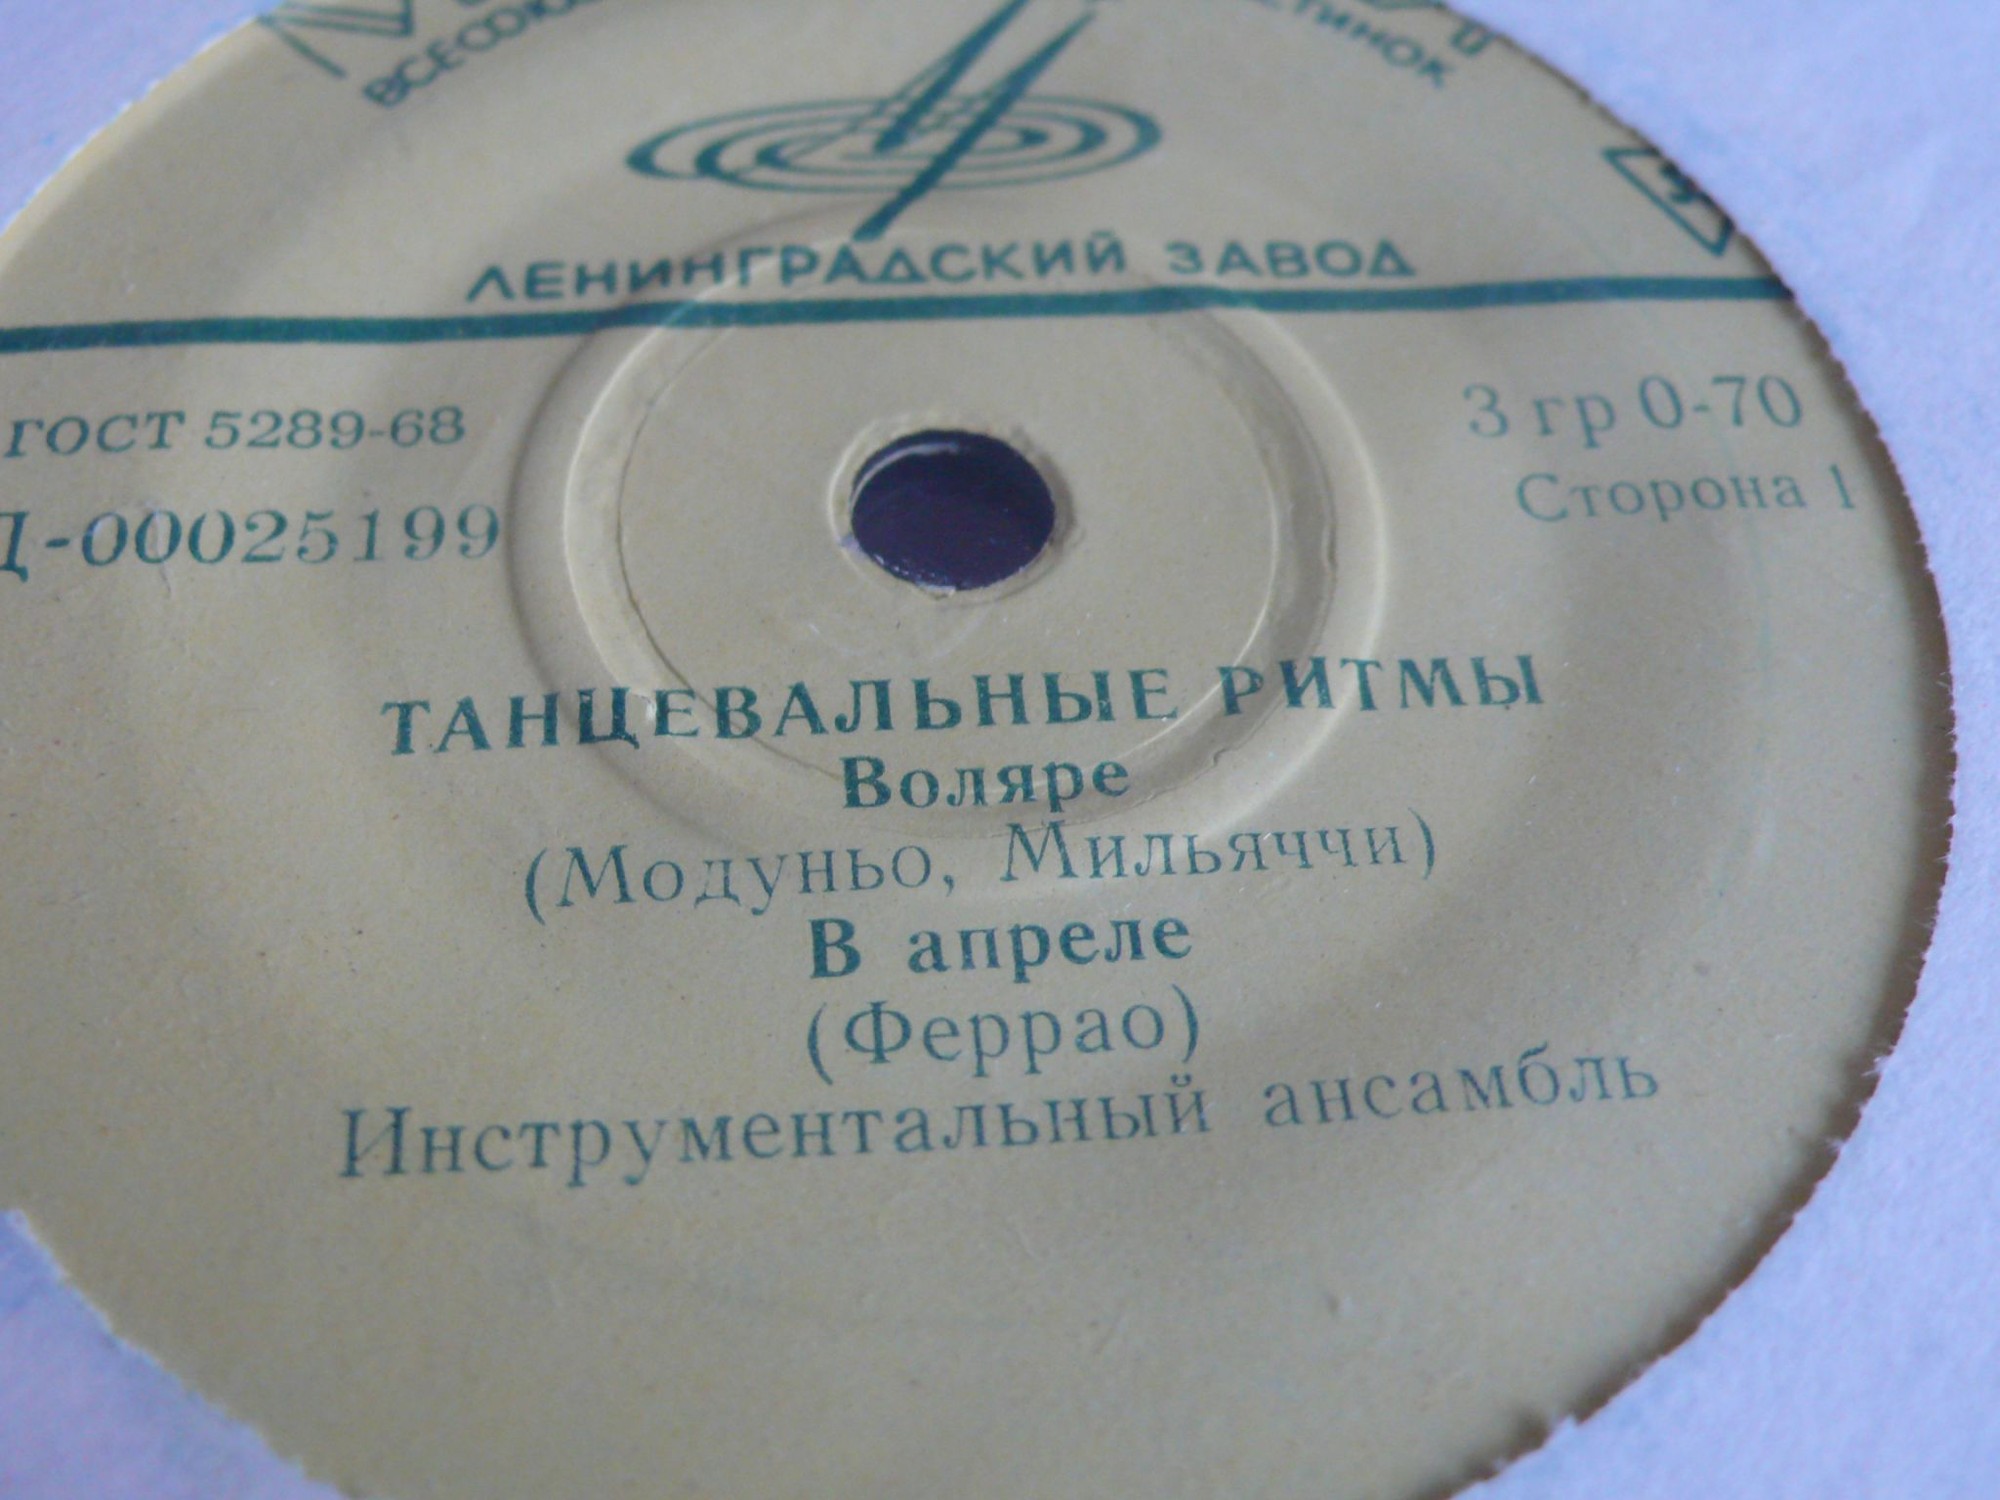 ЛЕНИНГРАДСКИЙ ЗАВОД
ГОСТ 5289-68
3 гр 0-70
Д-00025199
Сторона 1
ТАНЦЕВАЛЬНЫЕ РИТМЫ
Воляре
(Модуньо, Мильяччи)
В апреле
(Феррао)
Инструментальный ансамбль